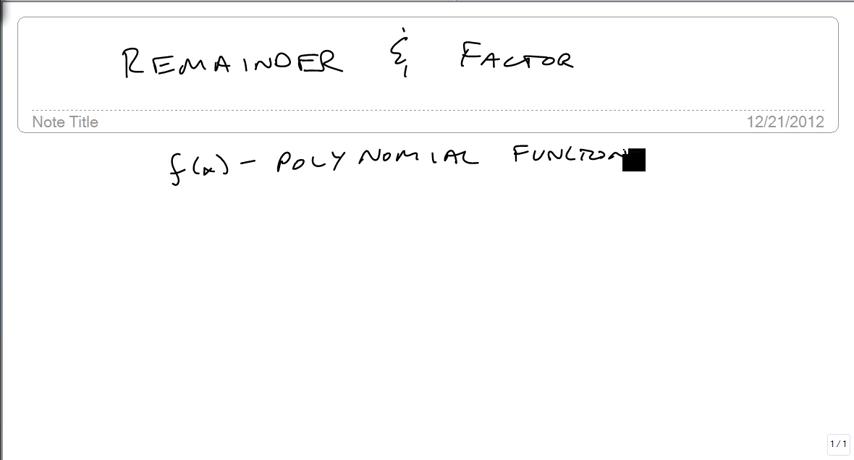 REMAINDER & FACTOR
Note Title 12/21/2012
f(x) - POLYNOMIAL FUNCTION
1 / 1